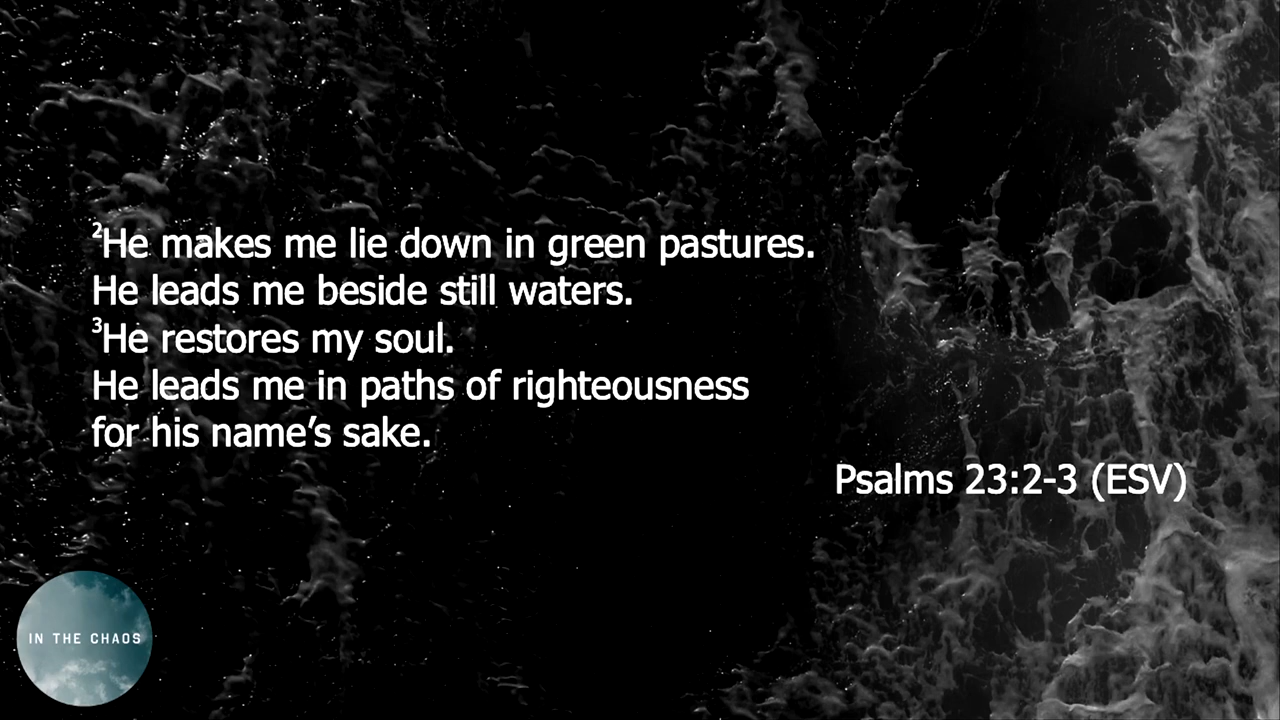 ²He makes me lie down in green pastures.
He leads me beside still waters.
³He restores my soul.
He leads me in paths of righteousness
for his name’s sake.
Psalms 23:2-3 (ESV)
IN THE CHAOS